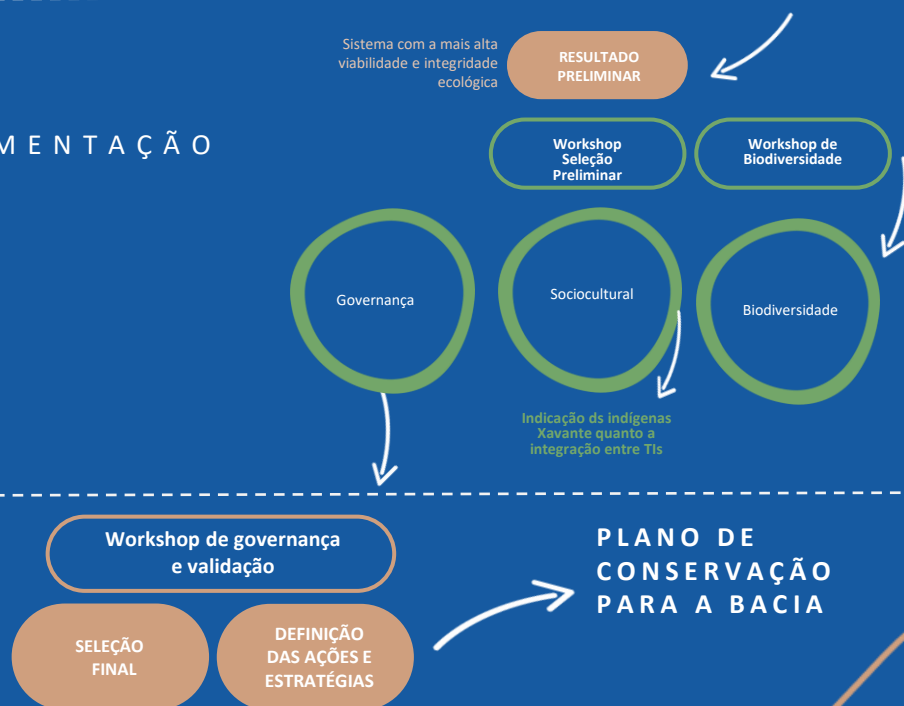 Sistema com a mais alta
viabilidade e integridade
ecológica
RESULTADO
PRELIMINAR
MENTAÇÃO
Workshop
Seleção
Preliminar
Workshop de
Biodiversidade
Governança
Sociocultural
Biodiversidade
Indicação ds indígenas
Xavante quanto a
integração entre TIs
Workshop de governança
e validação
SELEÇÃO
FINAL
DEFINIÇÃO
DAS AÇÕES E
ESTRATÉGIAS
PLANO DE
CONSERVAÇÃO
PARA A BACIA